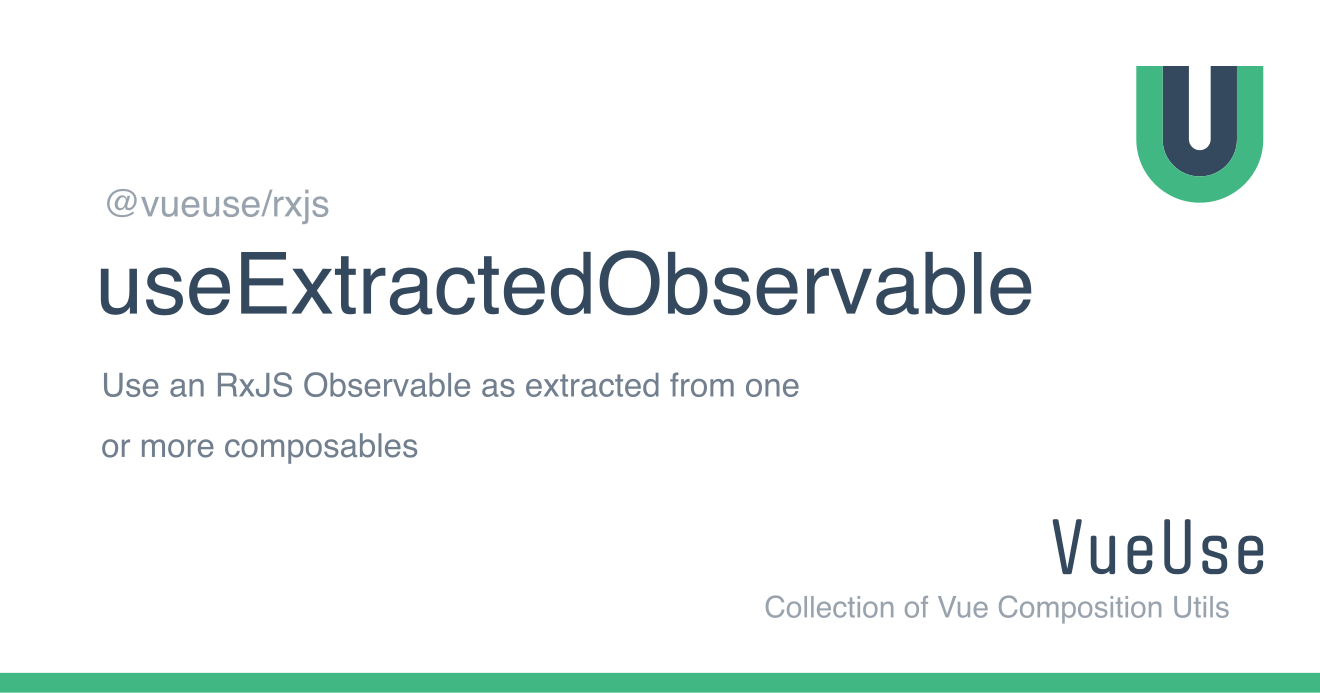 @vueuse/rxjs
useExtractedObservable
Use an RxJS Observable as extracted from one
or more composables
VueUse
Collection of Vue Composition Utils